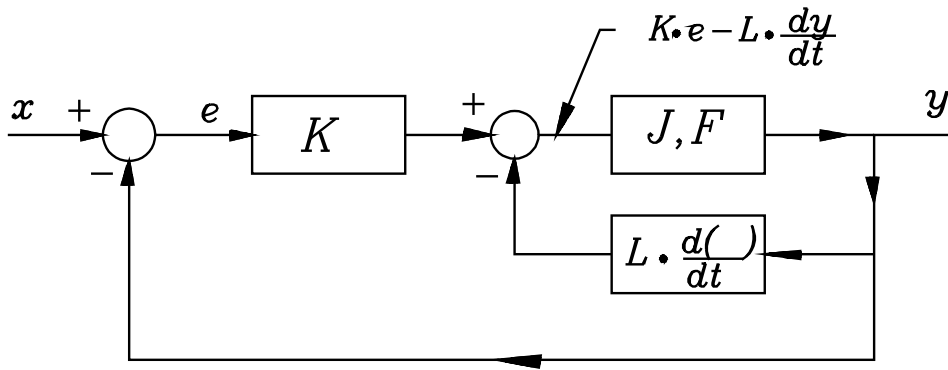 K•e-L•dy/dt
x + e K + J,F y
- -
L•d( )/dt